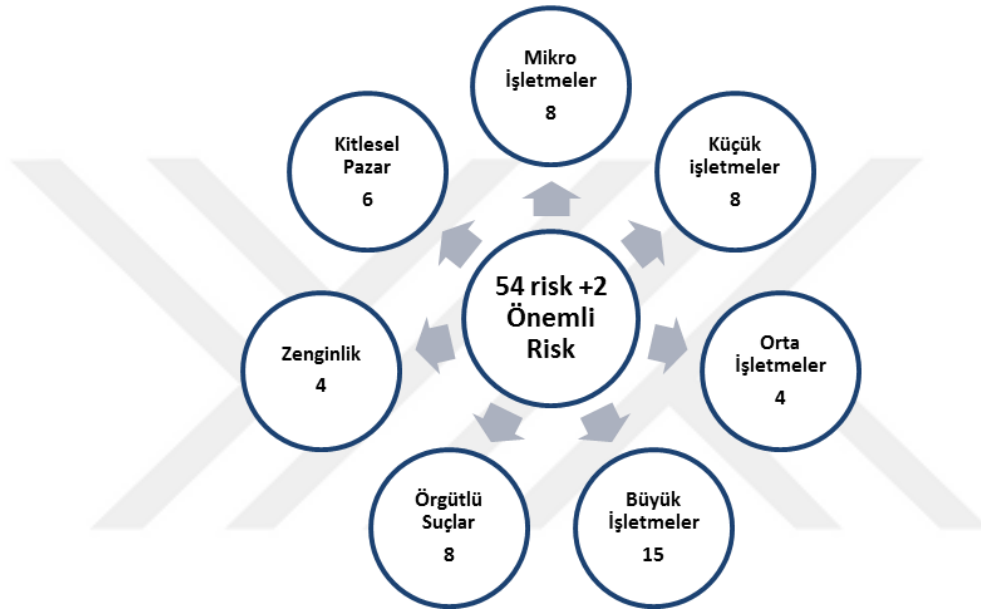 Mikro
İşletmeler
8
Küçük
işletmeler
8
Orta
İşletmeler
4
Büyük
İşletmeler
15
Örgütlü
Suçlar
8
Zenginlik
4
Kitlesel
Pazar
6
54 risk +2
Önemli
Risk